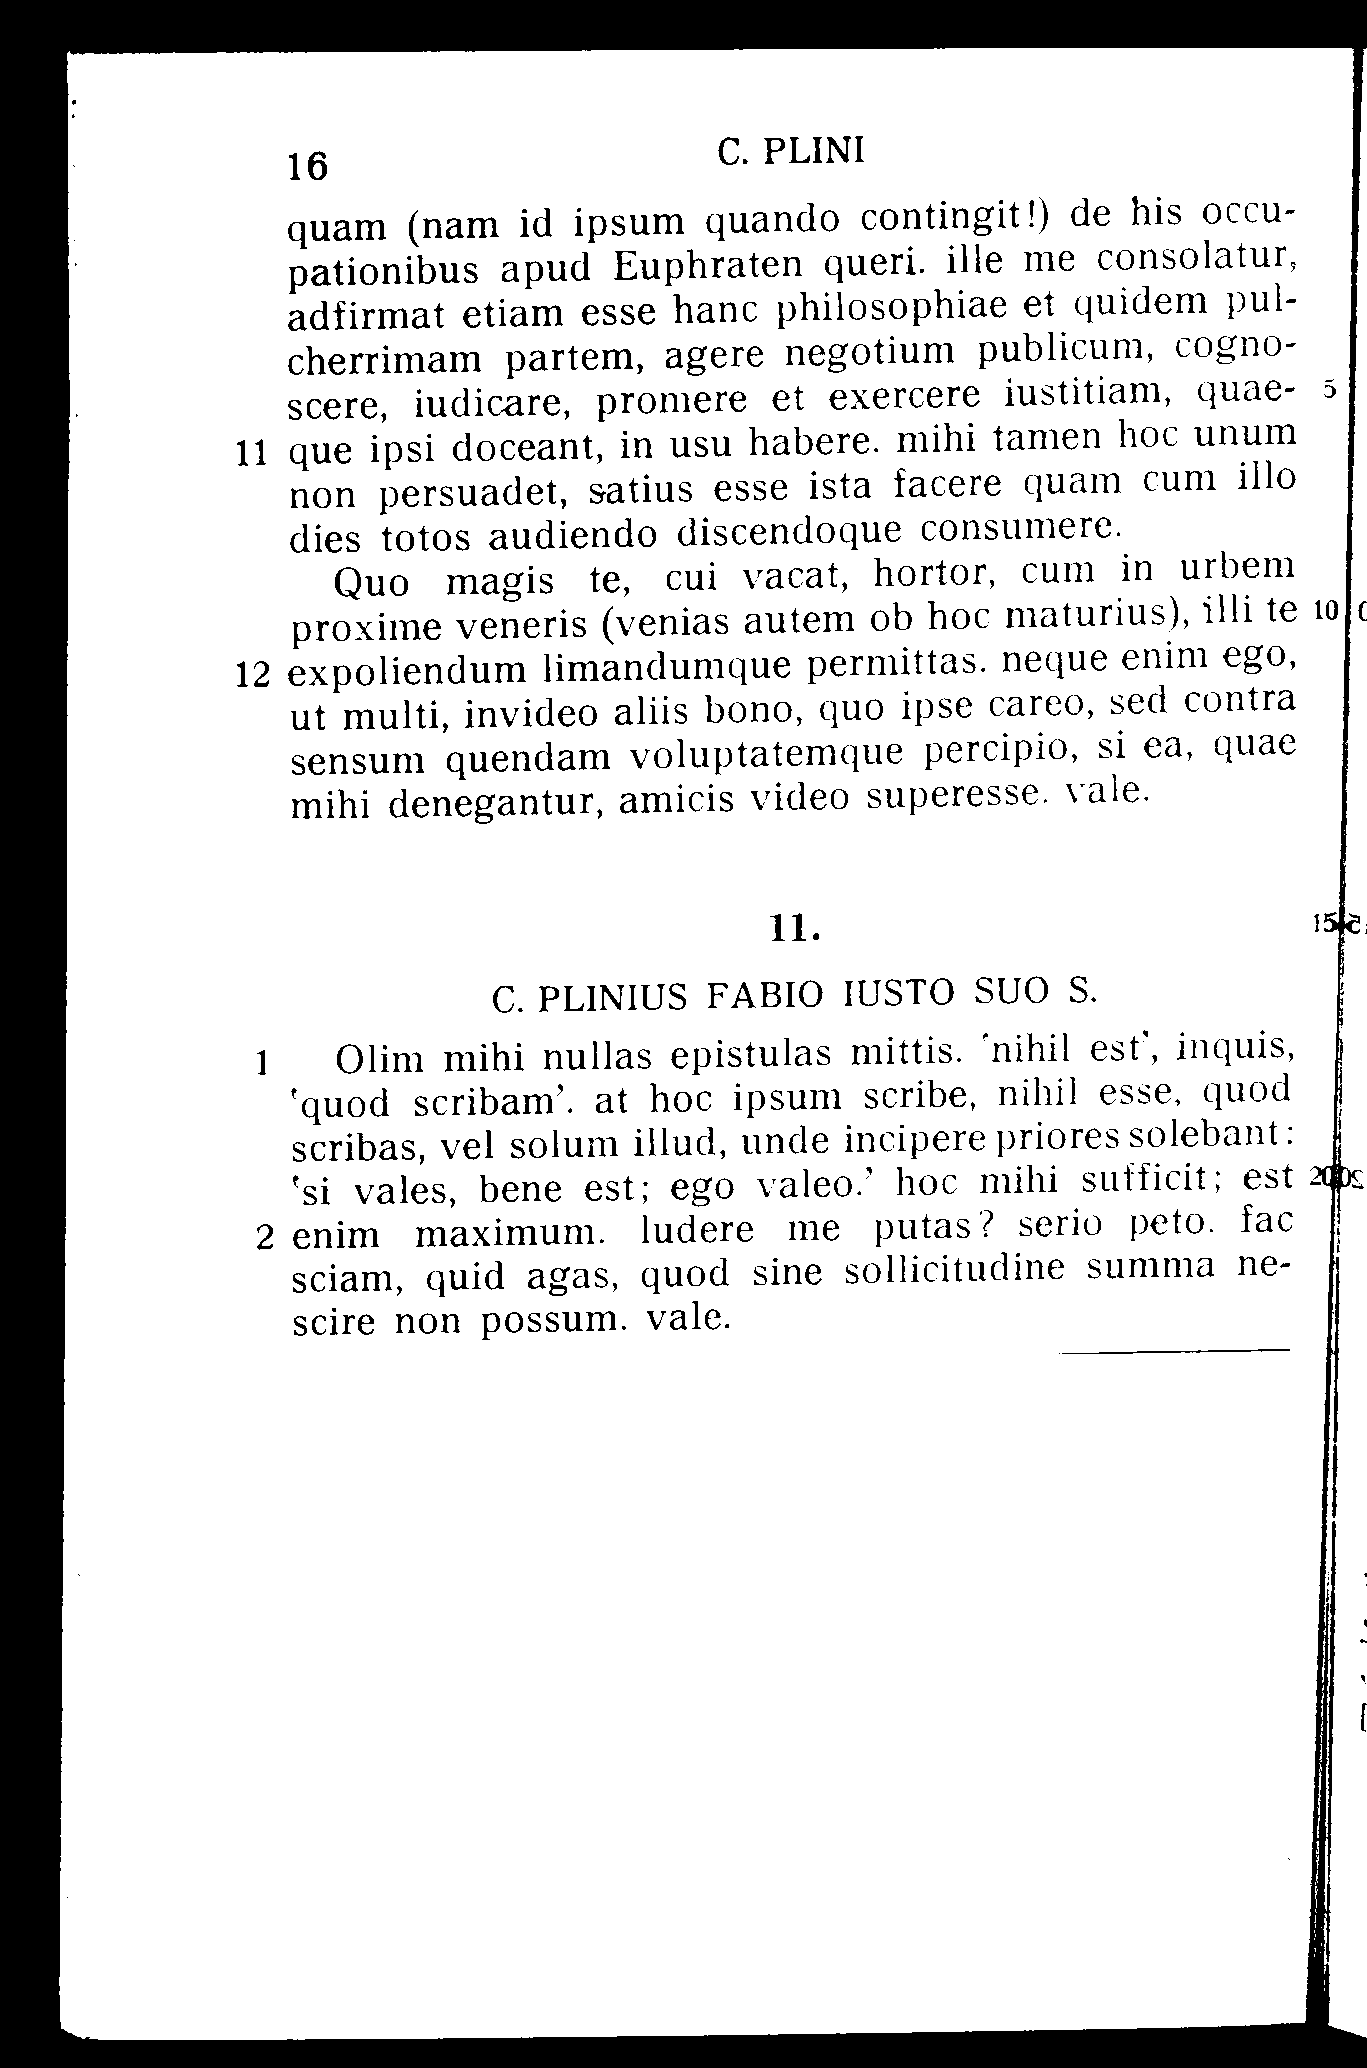 16 C. PLINI
quam (nam id ipsum quando contingit!) de his occu-
pationibus apud Euphraten queri. ille me consolatur,
adfirmat etiam esse hanc philosophiae et quidem pul-
cherrimam partem, agere negotium publicum, cogno-
scere, iudicare, promere et exercere iustitiam, quae- 5
11 que ipsi doceant, in usu habere. mihi tamen hoc unum
non persuadet, satius esse ista facere quam cum illo
dies totos audiendo discendoque consumere.
Quo magis te, cui vacat, hortor, cum in urbem
proxime veneris (venias autem ob hoc maturius), illi te 10
12 expoliendum limandumque permittas. neque enim ego,
ut multi, invideo aliis bono, quo ipse careo, sed contra
sensum quendam voluptatemque percipio, si ea, quae
mihi denegantur, amicis video superesse. vale.
11. 15
C. PLINIUS FABIO IUSTO SUO S.
1 Olim mihi nullas epistulas mittis. 'nihil est', inquis,
'quod scribam'. at hoc ipsum scribe, nihil esse, quod
scribas, vel solum illud, unde incipere priores solebant:
'si vales, bene est; ego valeo.' hoc mihi sufficit; est 20
2 enim maximum. ludere me putas? serio peto. fac
sciam, quid agas, quod sine sollicitudine summa ne-
scire non possum. vale.